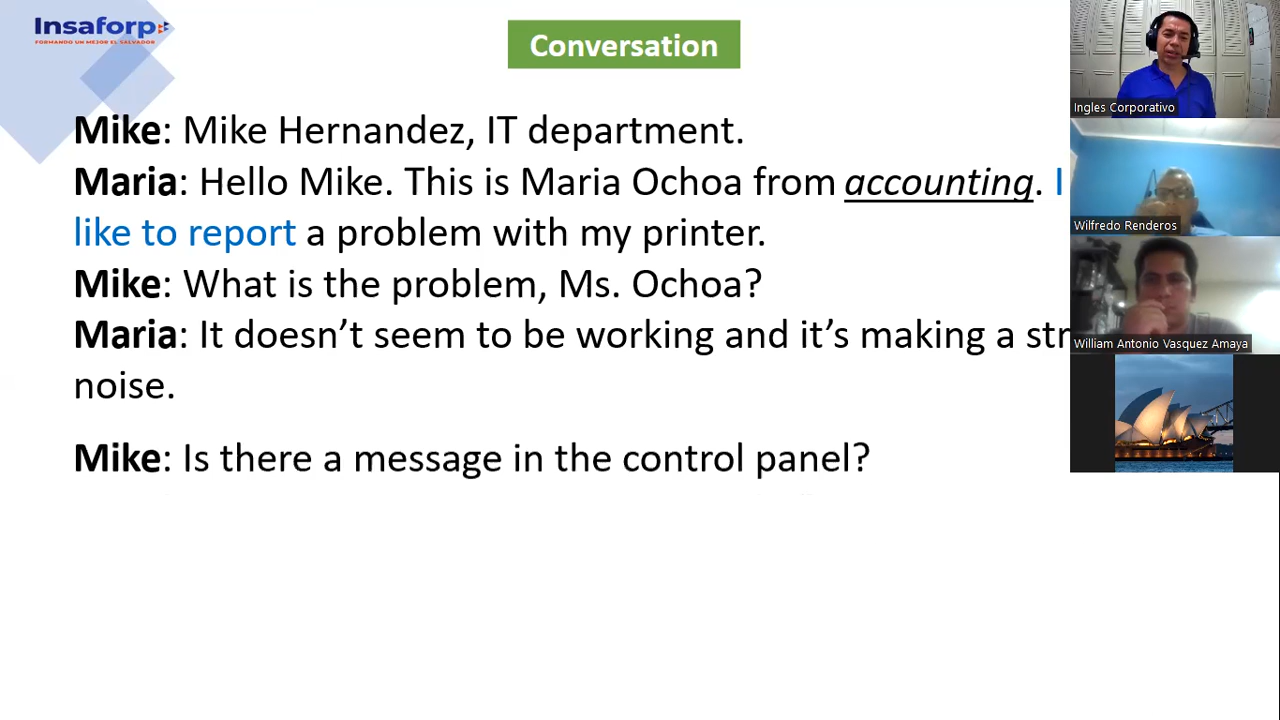 Insaforp
FORMANDO UN MEJOR EL SALVADOR
Conversation
Mike: Mike Hernandez, IT department.
Maria: Hello Mike. This is Maria Ochoa from accounting. I
like to report a problem with my printer.
Mike: What is the problem, Ms. Ochoa?
Maria: It doesn’t seem to be working and it’s making a
noise.
Mike: Is there a message in the control panel?
Ingles Corporativo
Wilfredo Renderos
William Antonio Vasquez Amaya